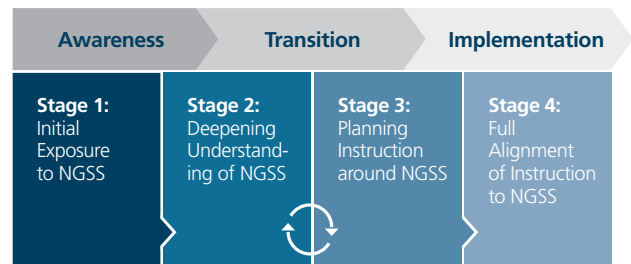 Awareness
Transition
Implementation
Stage 1:
Initial
Exposure
to NGSS
Stage 2:
Deepening
Understand-
ing of NGSS
Stage 3:
Planning
Instruction
around NGSS
Stage 4:
Full
Alignment
of Instruction
to NGSS